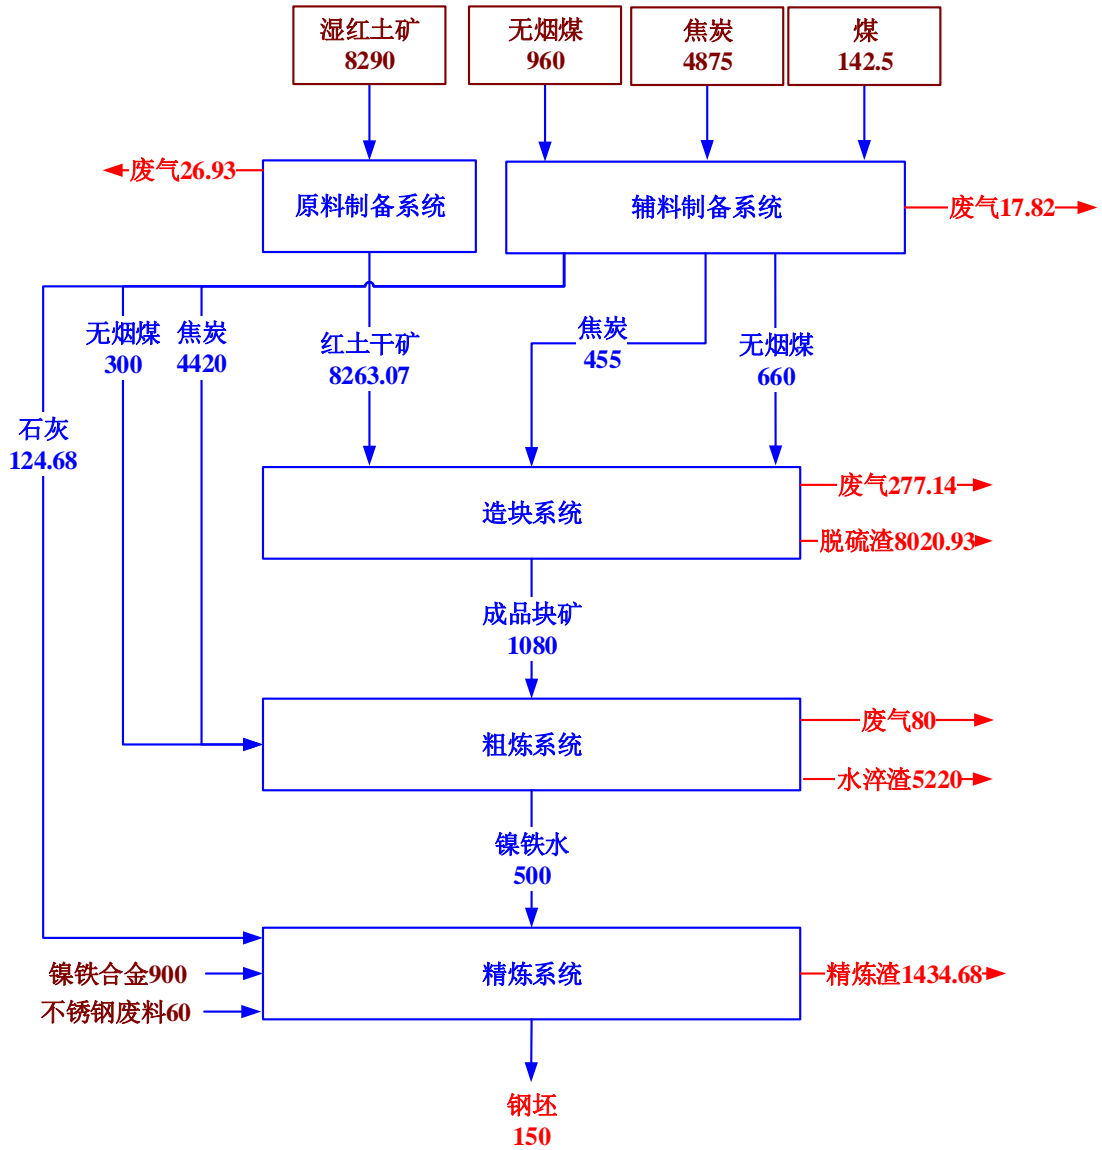 湿红土矿
8290
无烟煤
960
焦炭
4875
煤
142.5
废气26.93
原料制备系统
辅料制备系统
废气17.82
无烟煤
300
焦炭
4420
红土干矿
8263.07
焦炭
455
无烟煤
660
石灰
124.68
造块系统
废气277.14
脱硫渣8020.93
成品块矿
1080
粗炼系统
废气80
水淬渣5220
镍铁水
500
镍铁合金900
不锈钢废料60
精炼系统
精炼渣1434.68
钢坯
150